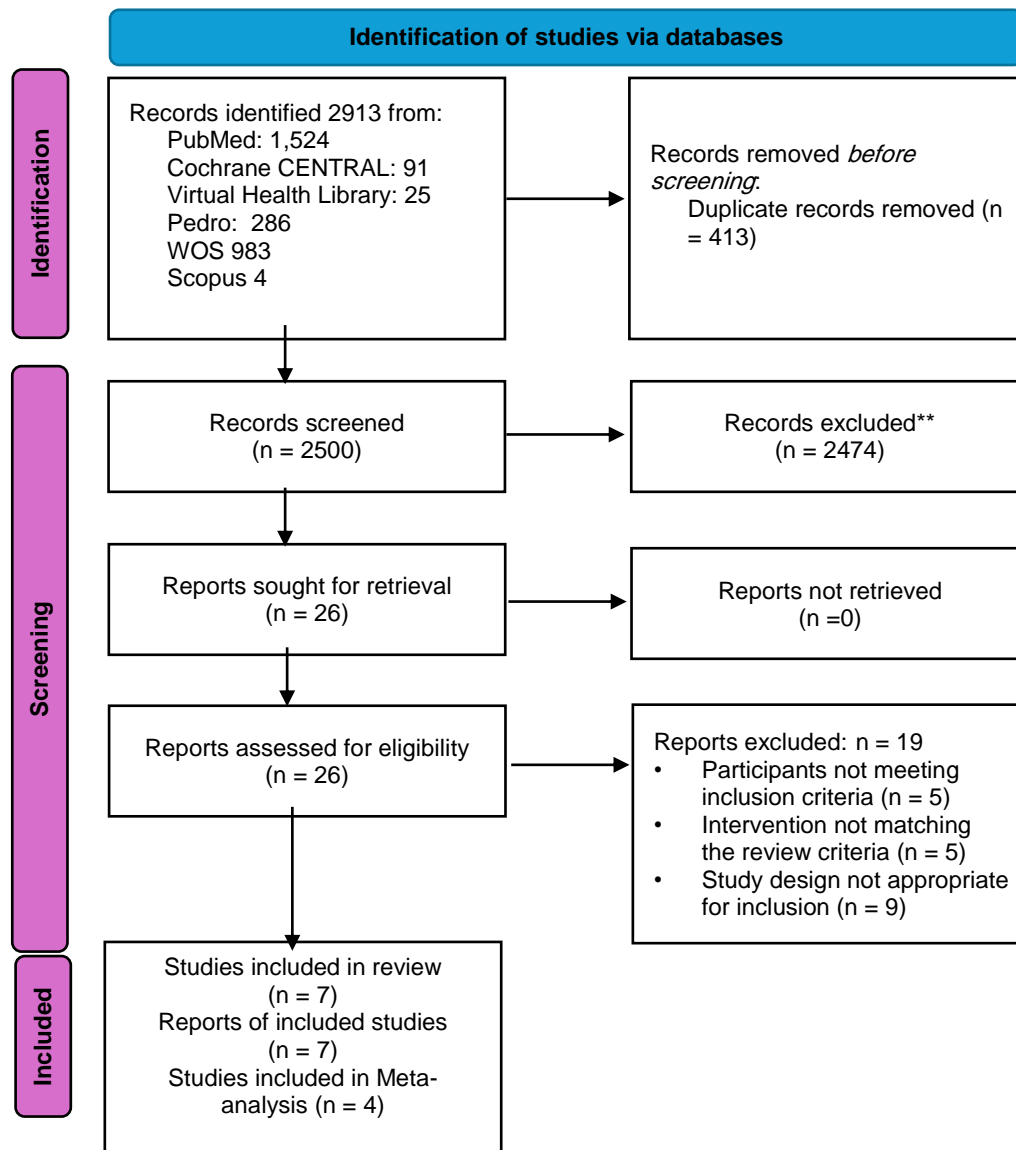 Identification of studies via databases
Identification
Records identified 2913 from:
PubMed: 1,524
Cochrane CENTRAL: 91
Virtual Health Library: 25
Pedro:  286
WOS 983
Scopus 4
Records removed before
screening:
Duplicate records removed (n
= 413)
Screening
Records screened
(n = 2500)
Records excluded**
(n = 2474)
Reports sought for retrieval
(n = 26)
Reports not retrieved
(n =0)
Reports assessed for eligibility
(n = 26)
Reports excluded: n = 19
• Participants not meeting
inclusion criteria (n = 5)
• Intervention not matching
the review criteria (n = 5)
• Study design not appropriate
for inclusion (n = 9)
Included
Studies included in review
(n = 7)
Reports of included studies
(n = 7)
Studies included in Meta-
analysis (n = 4)